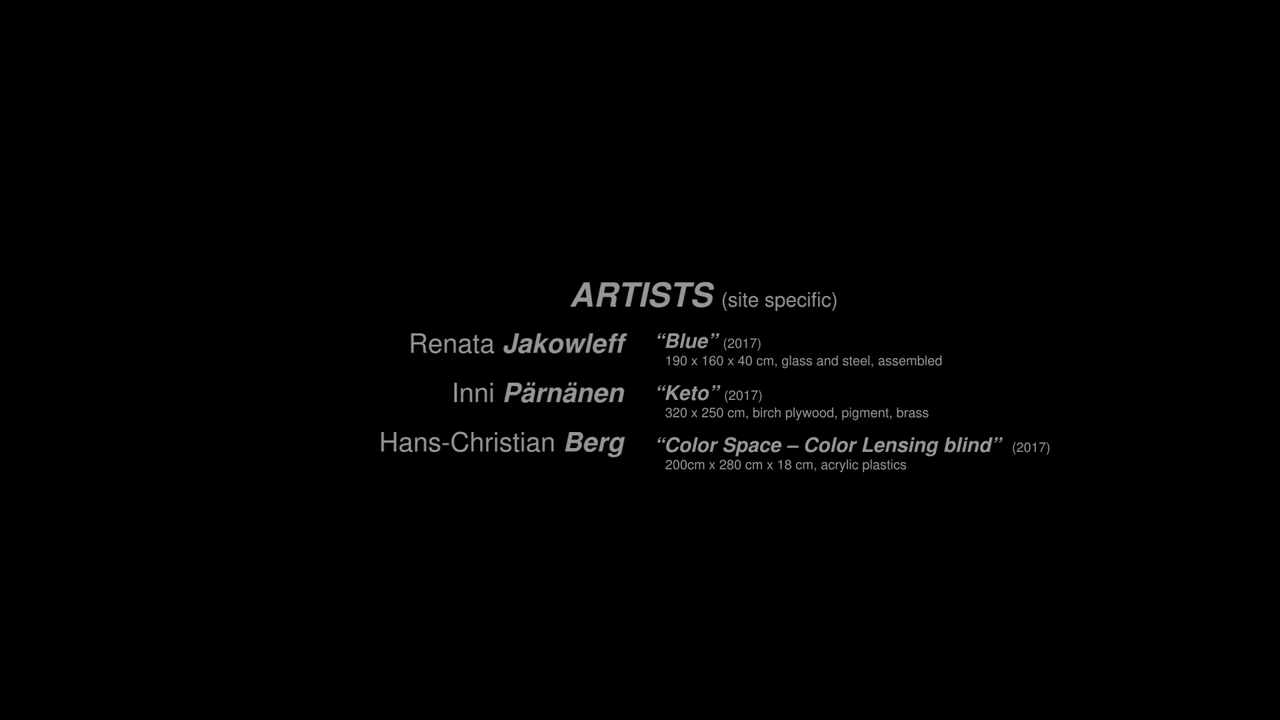 ARTISTS (site specific)
Renata Jakowleff “Blue” (2017)
190 x 160 x 40 cm, glass and steel, assembled
Inni Pärnänen “Keto” (2017)
320 x 250 cm, birch plywood, pigment, brass
Hans-Christian Berg “Color Space – Color Lensing blind” (2017)
200cm x 280 cm x 18 cm, acrylic plastics